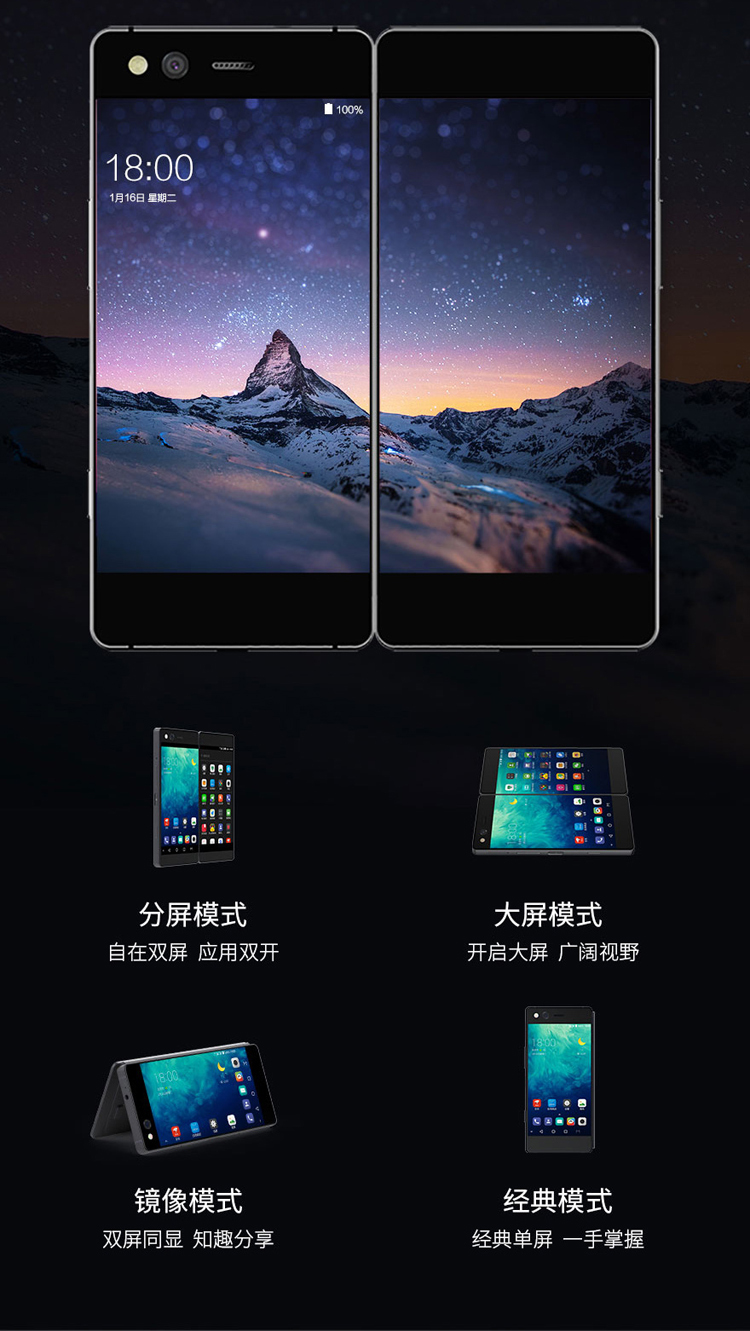 100%
18:00
1月16日 星期二
分屏模式
自在双屏 应用双开
大屏模式
开启大屏 广阔视野
18:00
镜像模式
双屏同显 知趣分享
18:00
经典模式
经典单屏 一手掌握